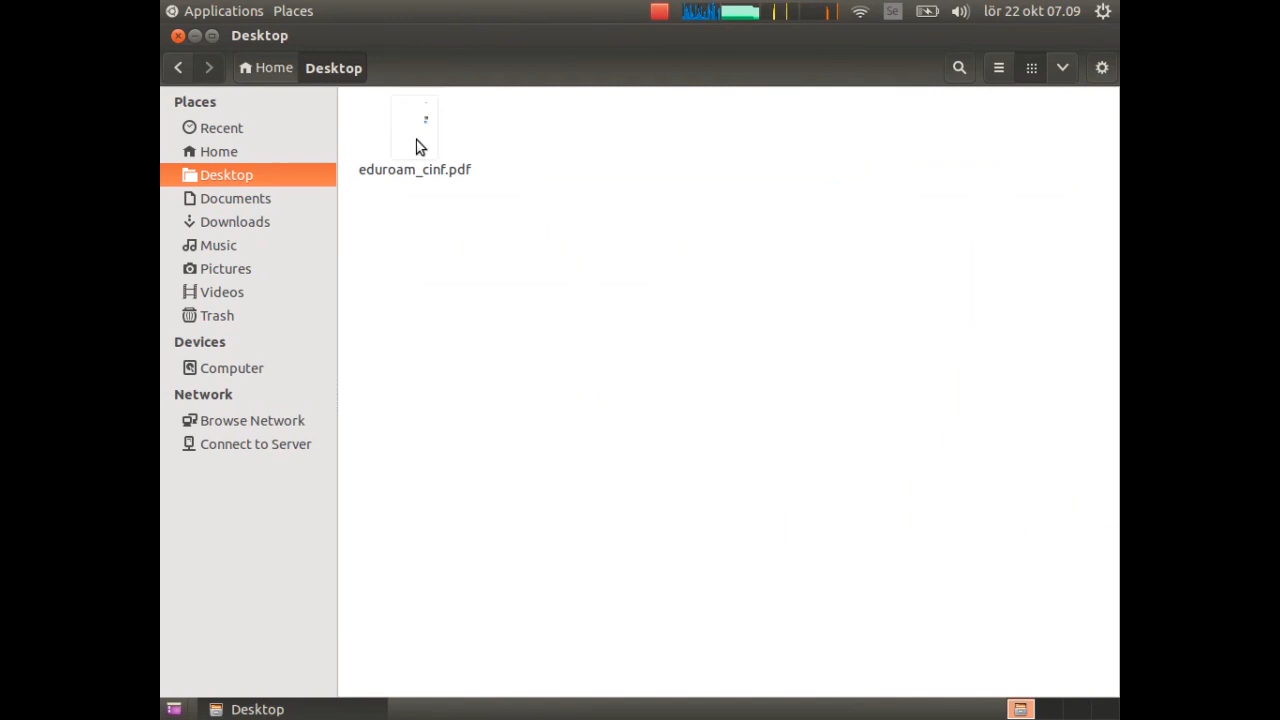 Applications Places
Se lör 22 okt 07.09
Desktop
Home Desktop
Places
Recent
Home
Desktop
Documents
Downloads
Music
Pictures
Videos
Trash
Devices
Computer
Network
Browse Network
Connect to Server
eduroam_cinf.pdf
Desktop